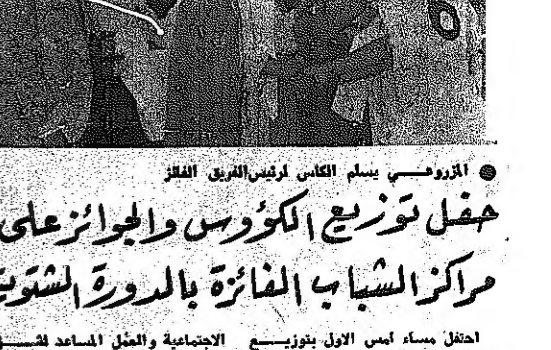 ● المزروعي يسلم الكاس لرئيس الفريق الفائز
حفل توزيع الكؤوس والجوائز على
مراكز الشباب الفائزة بالدورة الشتوية
احتفل مساء أمس الاول بتوزيع
الاجتماعية والعمل المساعد